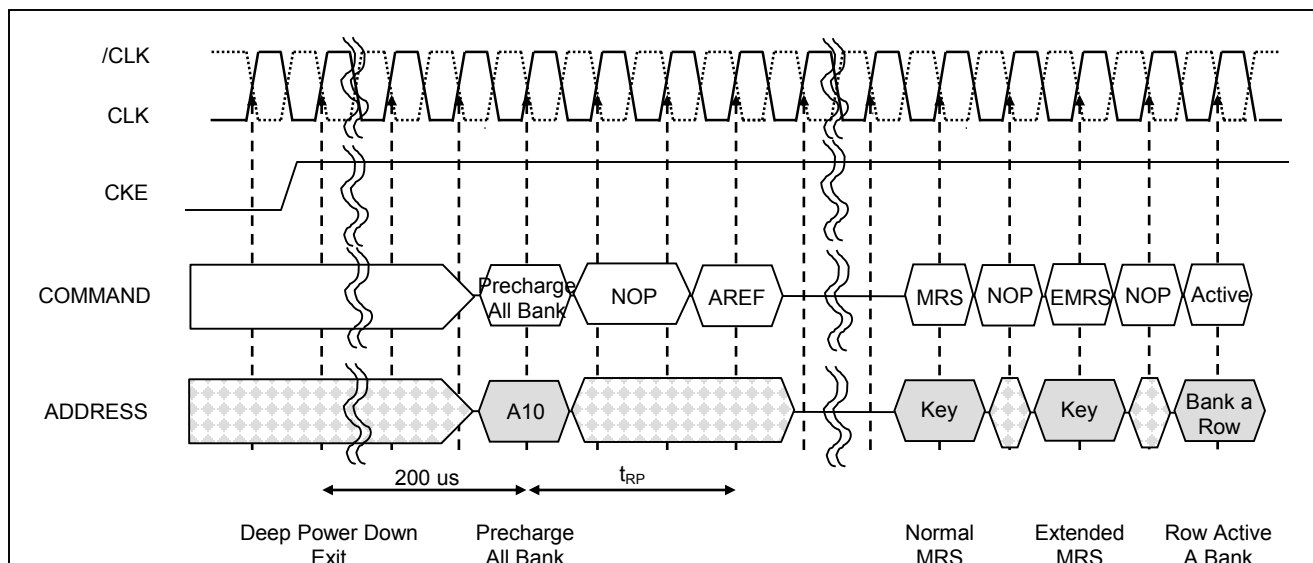 /CLK
CLK
CKE
COMMAND
Precharge
All Bank
NOP
AREF
MRS
NOP
EMRS
NOP
Active
ADDRESS
A10
Key
Key
Bank a
Row
200 us
tRP
Deep Power Down
Exit
Precharge
All Bank
Normal
MRS
Extended
MRS
Row Active
A Bank